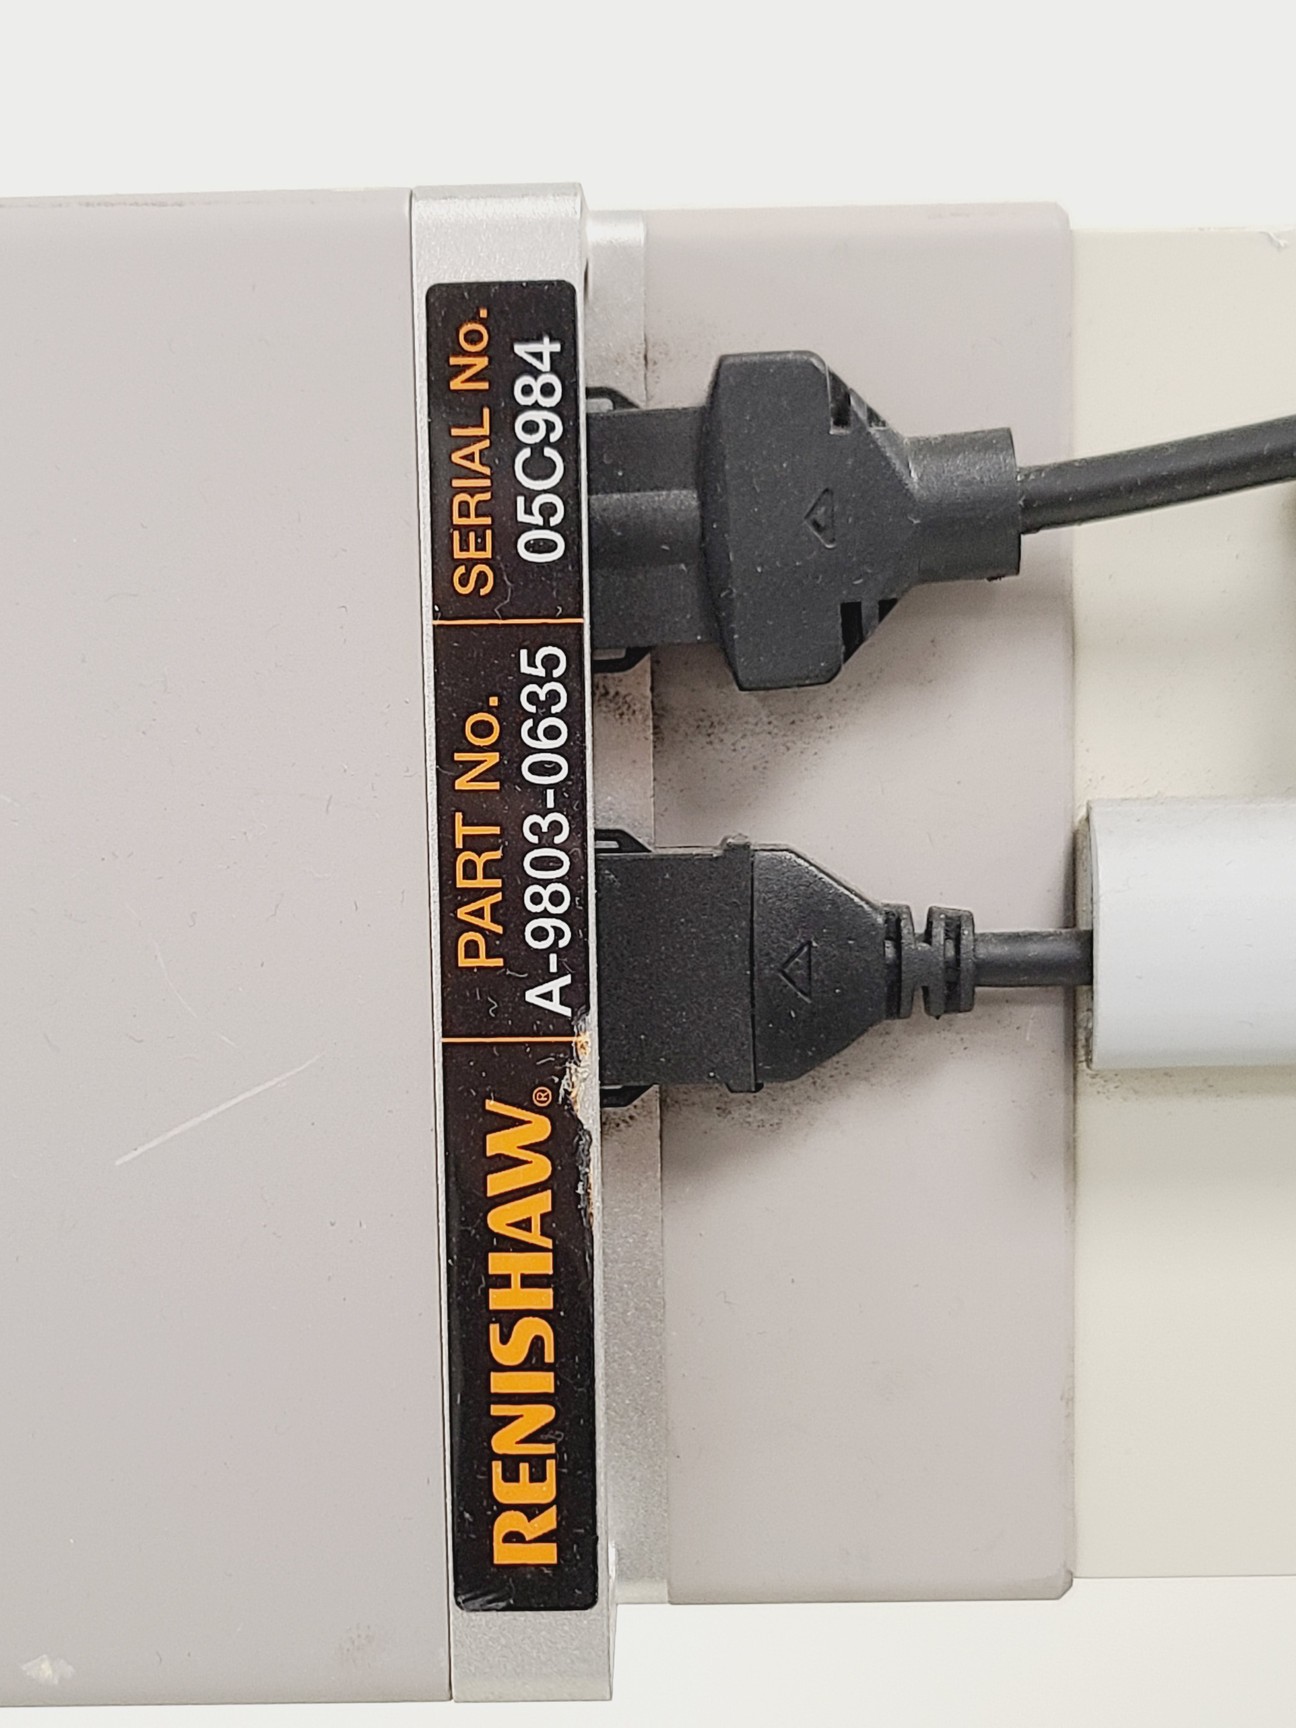 RENISHAW®
PART No.
A-9803-0635
SERIAL No.
05C984